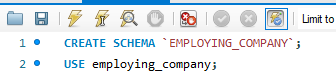 Limit to
1 CREATE SCHEMA `EMPLOYING_COMPANY`;
2 USE employing_company;